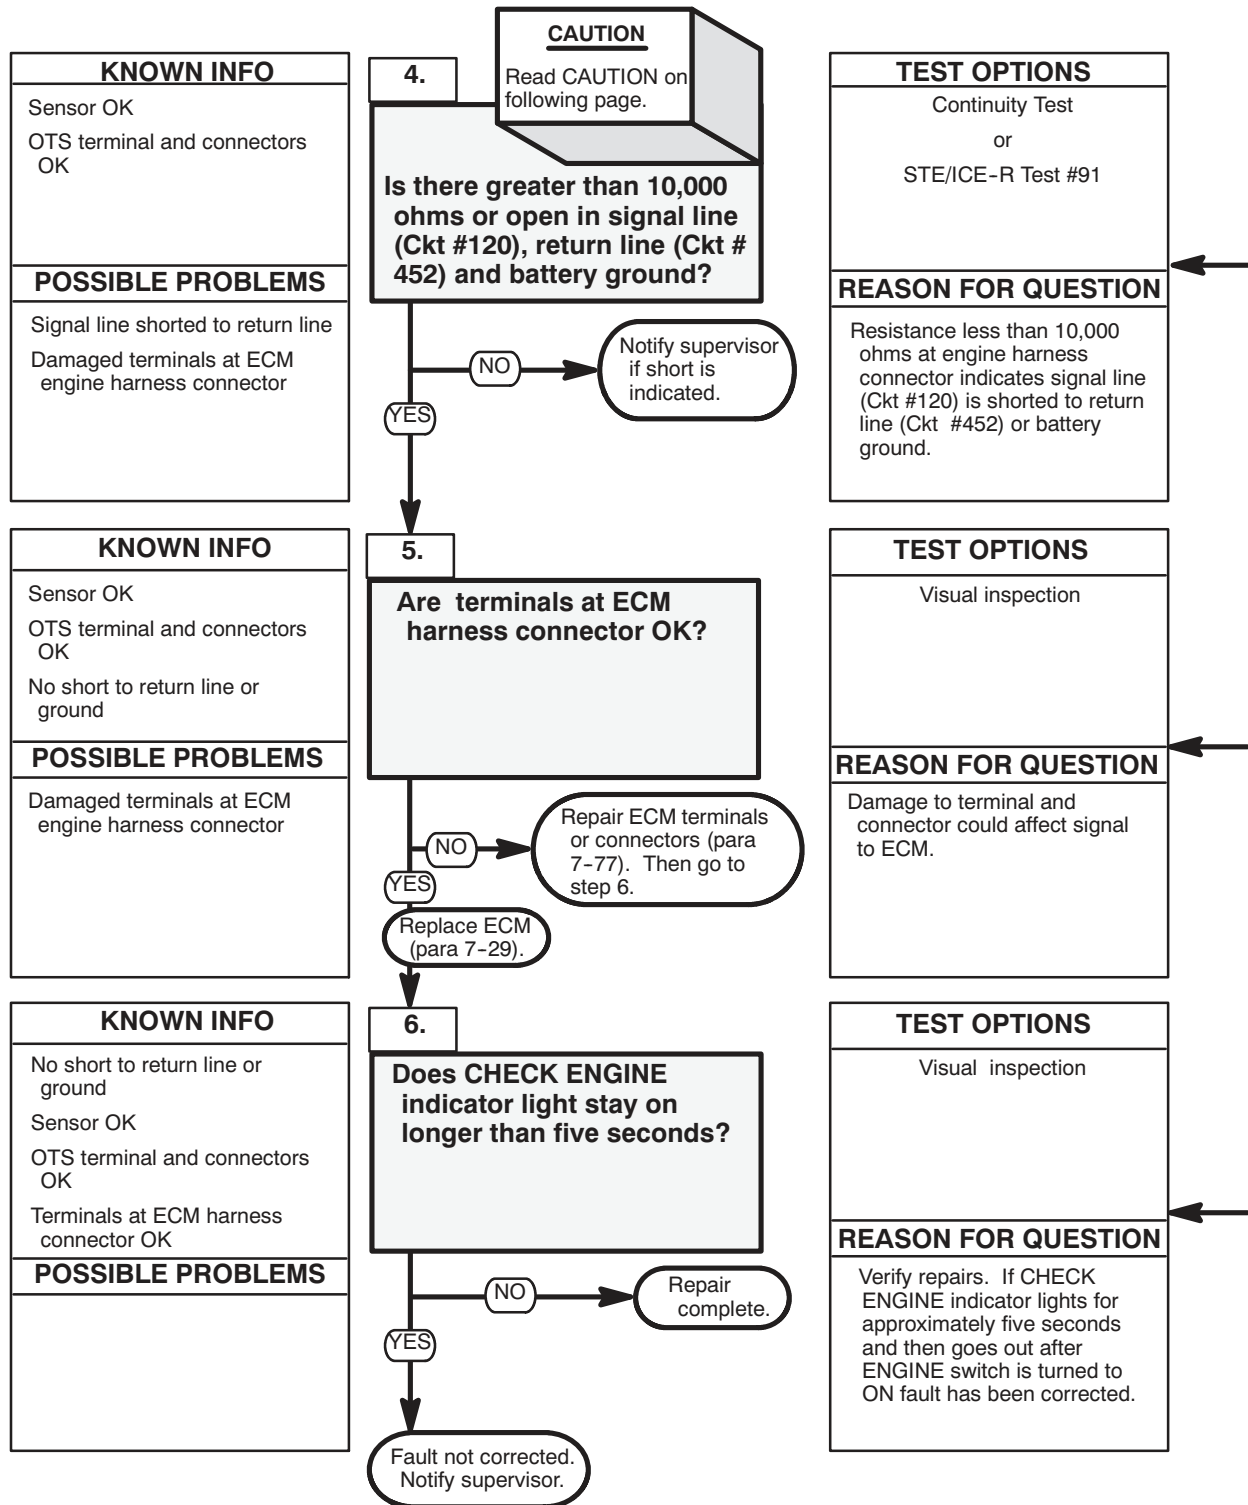 KNOWN INFO
Sensor OK
OTS terminal and connectors
OK
POSSIBLE PROBLEMS
Signal line shorted to return line
Damaged terminals at ECM
engine harness connector
4.
CAUTION
Read CAUTION on
following page.
Is there greater than 10,000
ohms or open in signal line
(Ckt #120), return line (Ckt #
452) and battery ground?
NO
Notify supervisor
if short is
indicated.
YES
TEST OPTIONS
Continuity Test
or
STE/ICE-R Test #91
REASON FOR QUESTION
Resistance less than 10,000
ohms at engine harness
connector indicates signal line
(Ckt #120) is shorted to return
line (Ckt #452) or battery
ground.
KNOWN INFO
Sensor OK
OTS terminal and connectors
OK
No short to return line or
ground
POSSIBLE PROBLEMS
Damaged terminals at ECM
engine harness connector
5.
Are terminals at ECM
harness connector OK?
NO
Repair ECM terminals
or connectors (para
7-77). Then go to
step 6.
YES
Replace ECM
(para 7-29).
TEST OPTIONS
Visual inspection
REASON FOR QUESTION
Damage to terminal and
connector could affect signal
to ECM.
KNOWN INFO
No short to return line or
ground
Sensor OK
OTS terminal and connectors
OK
Terminals at ECM harness
connector OK
POSSIBLE PROBLEMS
6.
Does CHECK ENGINE
indicator light stay on
longer than five seconds?
NO
Repair
complete.
YES
Fault not corrected.
Notify supervisor.
TEST OPTIONS
Visual inspection
REASON FOR QUESTION
Verify repairs. If CHECK
ENGINE indicator lights for
approximately five seconds
and then goes out after
ENGINE switch is turned to
ON fault has been corrected.